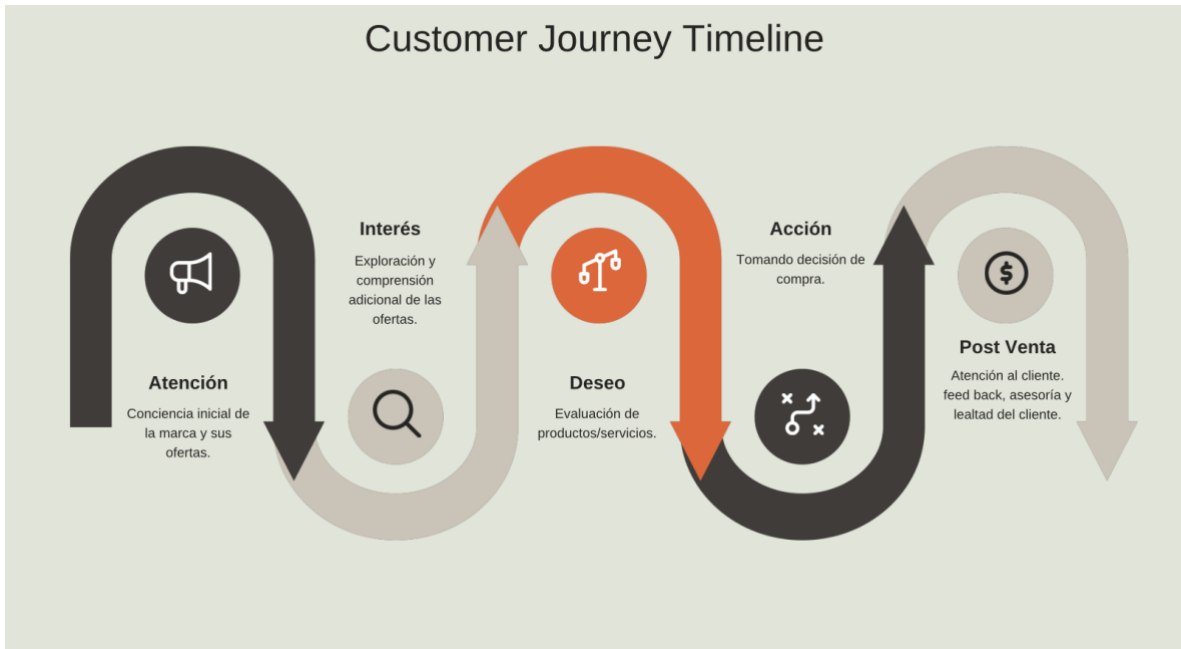 Customer Journey Timeline
Atención
Conciencia inicial de
la marca y sus
ofertas.
Interés
Exploración y
comprensión
adicional de las
ofertas.
Deseo
Evaluación de
productos/servicios.
Acción
Tomando decisión de
compra.
$
Post Venta
Atención al cliente.
feed back, asesoría y
lealtad del cliente.